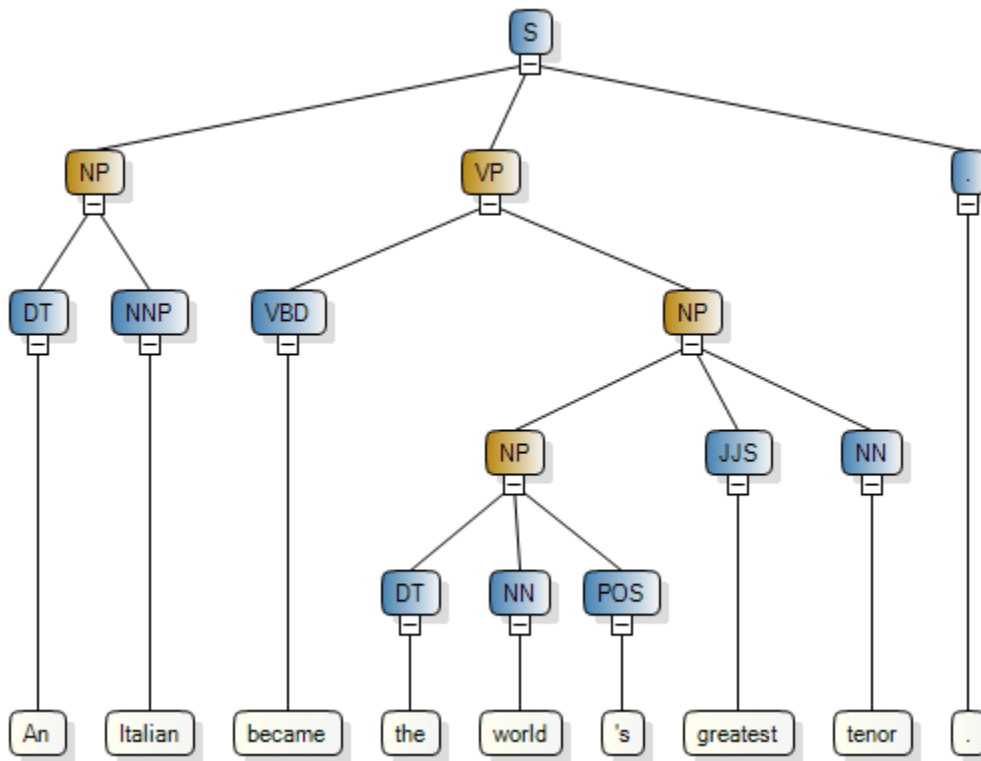 S
NP VP .
DT NNP VBD NP
NP JJS NN
DT NN POS
An Italian became the world 's greatest tenor .